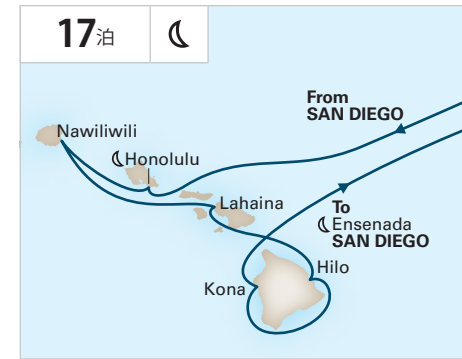 17泊
From
SAN DIEGO
Nawiliwili
Honolulu
Lahaina
To
Ensenada
SAN DIEGO
Hilo
Kona